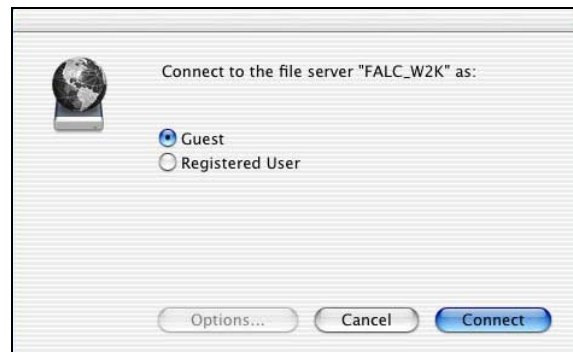 Connect to the file server "FALC_W2K" as:
Guest
Registered User
Options... Cancel Connect